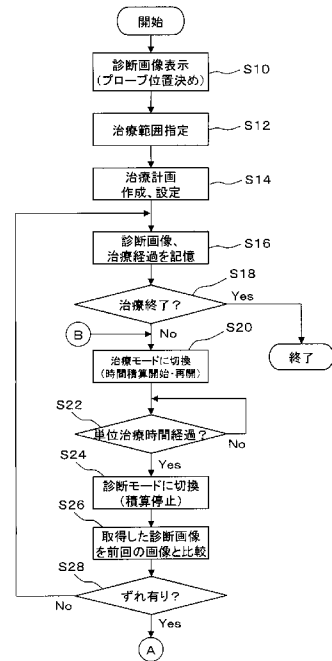 開始
診断画像表示
(プローブ位置決め)
S10
治療範囲指定
S12
治療計画
作成、設定
S14
診断画像、
治療経過を記憶
S16
S18
治療終了?
Yes
No
B
S20
終了
治療モードに切換
(時間積算開始・再開)
S22
単位治療時間経過?
No
Yes
S24
診断モードに切換
(積算停止)
S26
取得した診断画像
を前回の画像と比較
S28
ずれ有り?
No
Yes
A